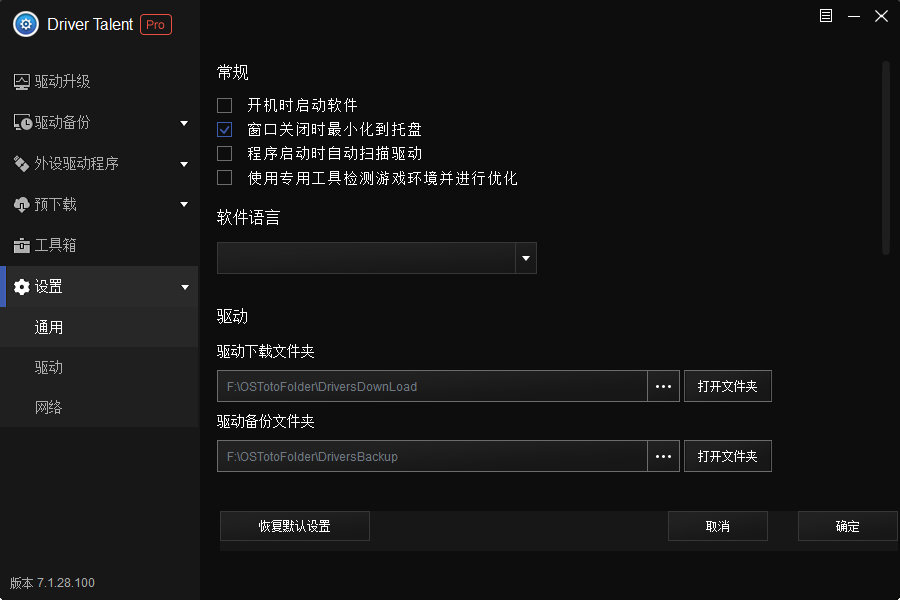 Driver Talent Pro
驱动升级
驱动备份
外设驱动程序
预下载
工具箱
设置
通用
驱动
网络
版本 7.1.28.100
常规
开机时启动软件
窗口关闭时最小化到托盘
程序启动时自动扫描驱动
使用专用工具检测游戏环境并进行优化
软件语言
驱动
驱动下载文件夹
F:\OSTotoFolder\DriversDownLoad
打开文件夹
驱动备份文件夹
F:\OSTotoFolder\DriversBackup
打开文件夹
恢复默认设置
取消
确定